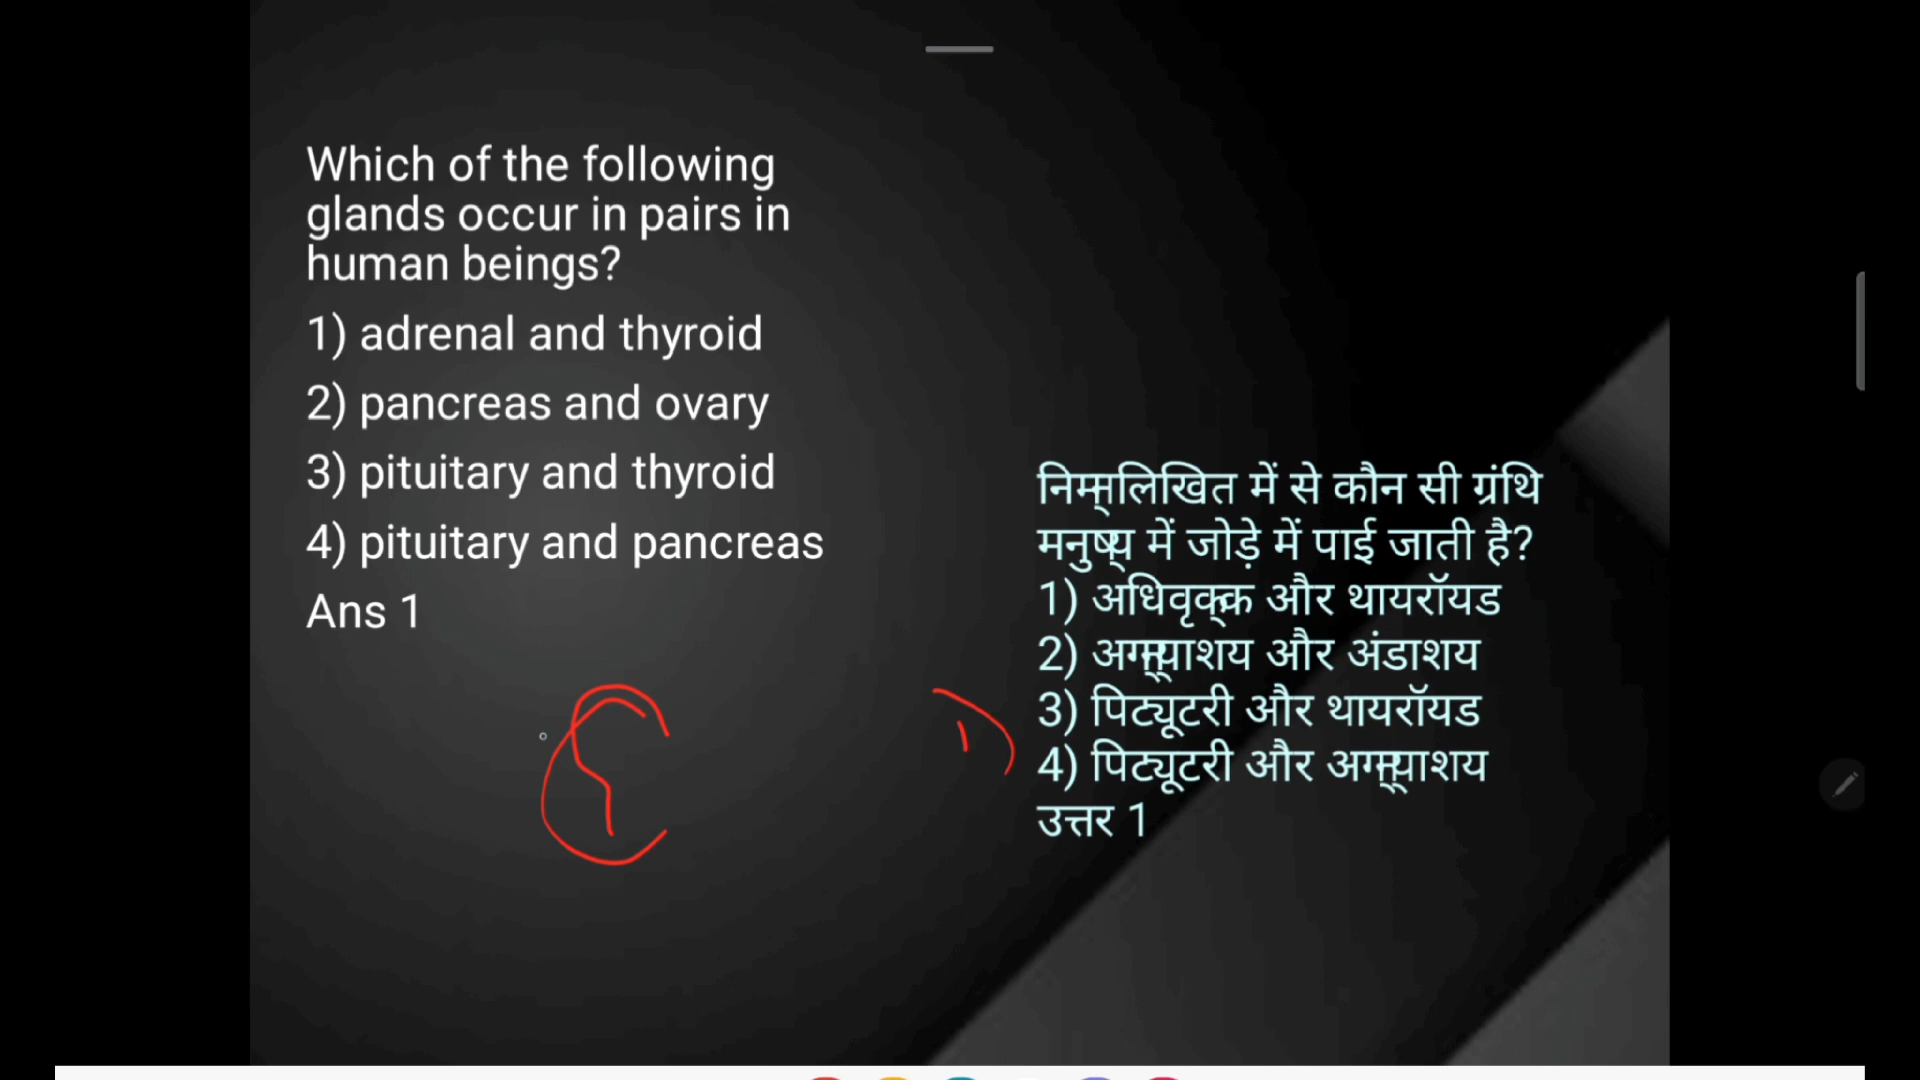 Which of the following
glands occur in pairs in
human beings?
1) adrenal and thyroid
2) pancreas and ovary
3) pituitary and thyroid
4) pituitary and pancreas
Ans 1
निम्नलिखित में से कौन सी ग्रंथि
मनुष्य में जोड़े में पाई जाती है?
1) अधिवृक्क और थायरॉयड
2) अग्न्याशय और अंडाशय
3) पिट्यूटरी और थायरॉयड
4) पिट्यूटरी और अग्न्याशय
उत्तर 1